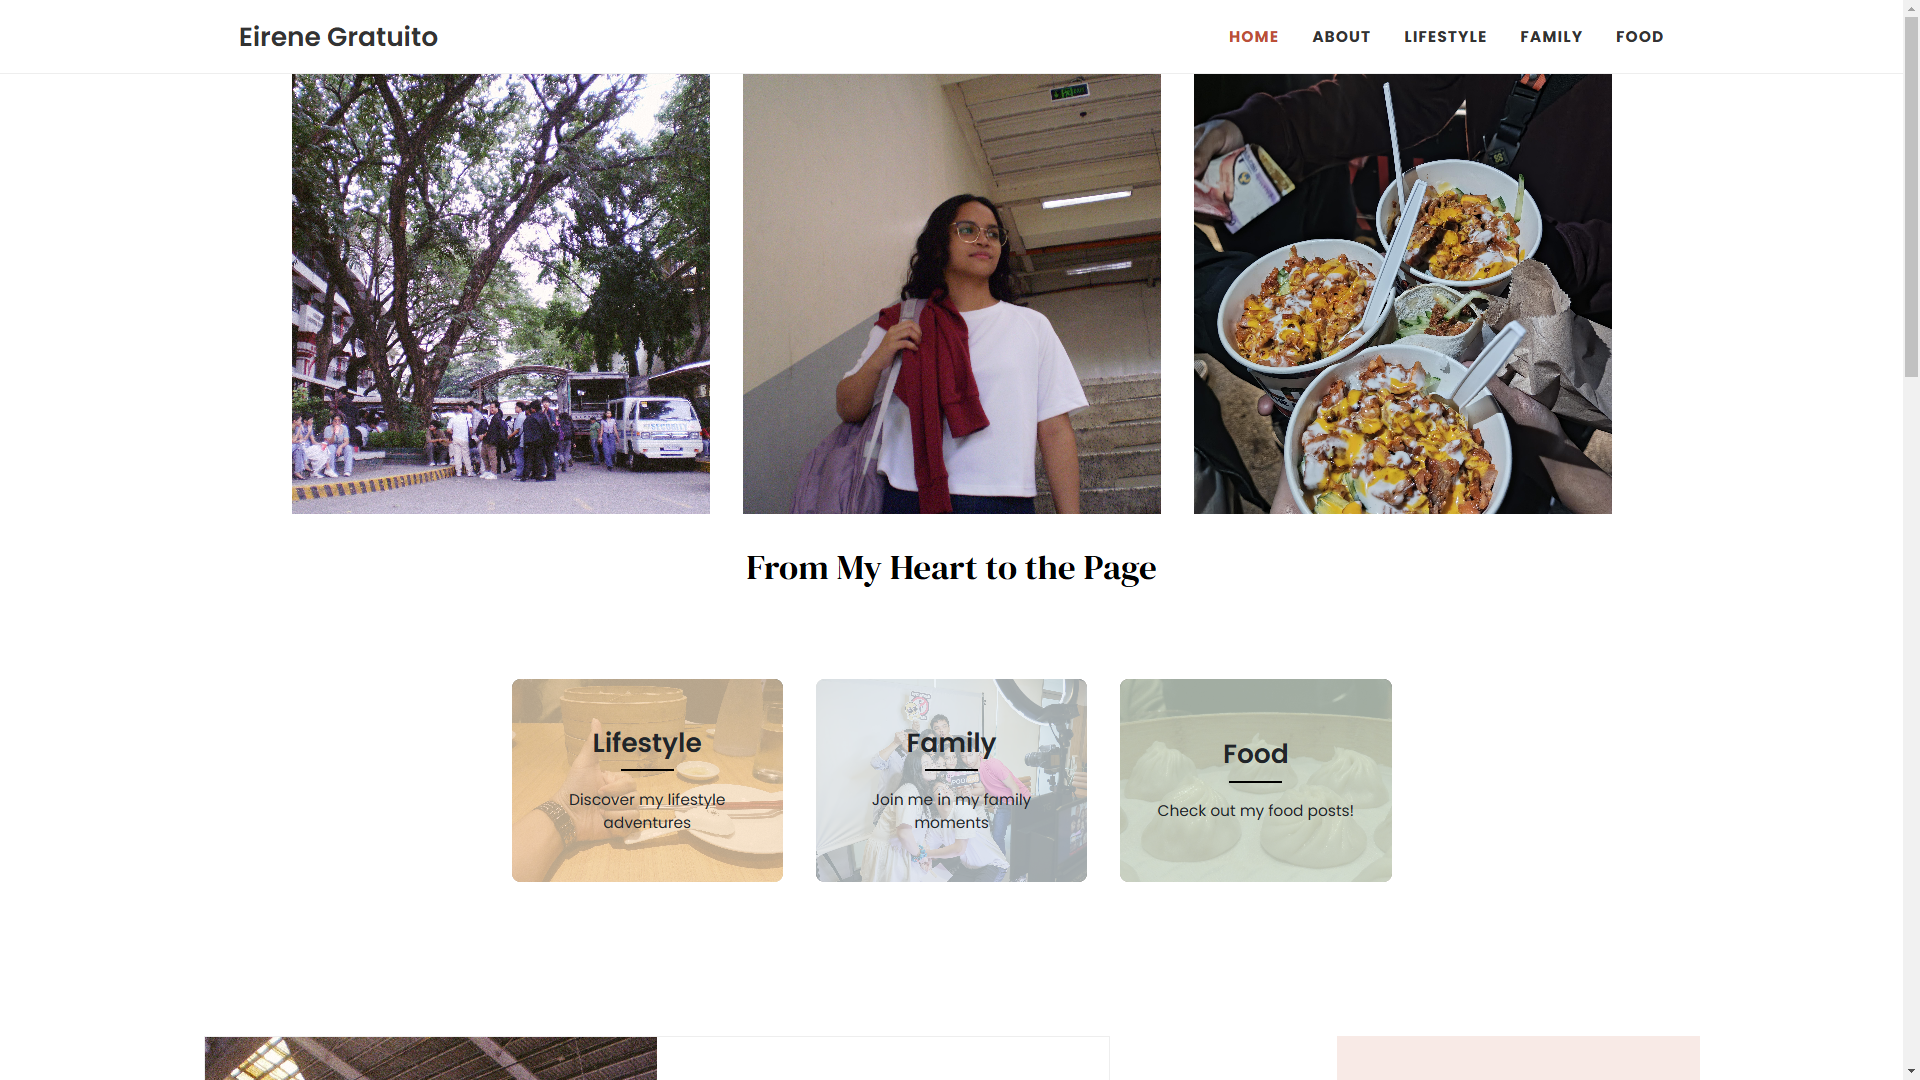 Eirene Gratuito
HOME ABOUT LIFESTYLE FAMILY FOOD
SECURITY
From My Heart to the Page
Lifestyle
Discover my lifestyle
adventures
Family
Join me in my family
moments
Food
Check out my food posts!